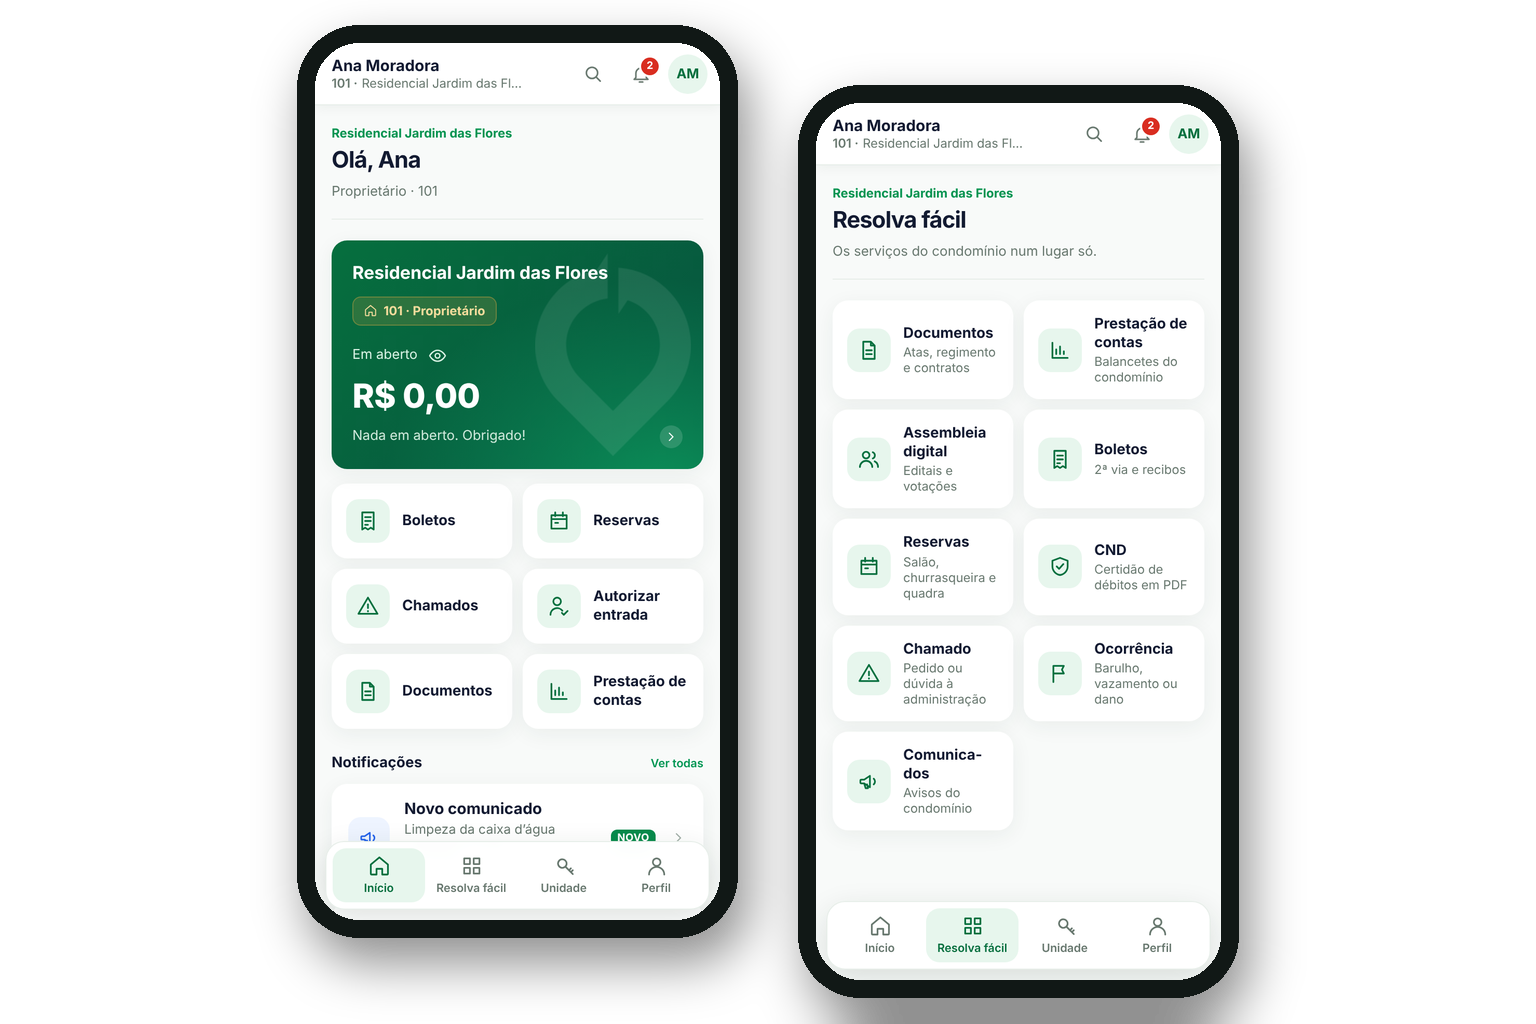 Ana Moradora
101 · Residencial Jardim das Fl...
2
AM
Residencial Jardim das Flores
Olá, Ana
Proprietário · 101
Residencial Jardim das Flores
101 · Proprietário
Em aberto
R$ 0,00
Nada em aberto. Obrigado!
Boletos
Reservas
Chamados
Autorizar
entrada
Documentos
Prestação de
contas
Notificações
Ver todas
Novo comunicado
Limpeza da caixa d'água
NOVO
Início
Resolva fácil
Unidade
Perfil
Ana Moradora
101 · Residencial Jardim das Fl...
2
AM
Residencial Jardim das Flores
Resolva fácil
Os serviços do condomínio num lugar só.
Documentos
Atas, regimento
e contratos
Prestação de
contas
Balancetes do
condomínio
Assembleia
digital
Editais e
votações
Boletos
2ª via e recibos
Reservas
Salão,
churrasqueira e
quadra
CND
Certidão de
débitos em PDF
Chamado
Pedido ou
dúvida à
administração
Ocorrência
Barulho,
vazamento ou
dano
Comunica-
dos
Avisos do
condomínio
Início
Resolva fácil
Unidade
Perfil